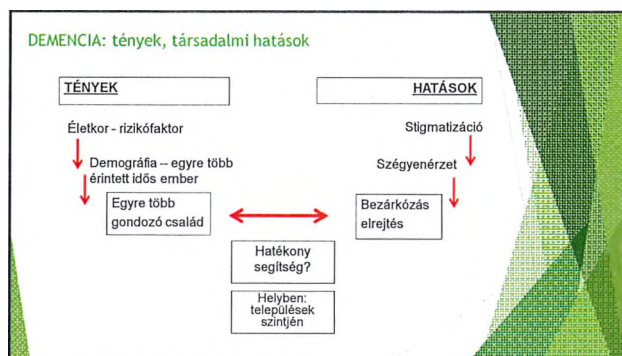 DEMENCIA: tények, társadalmi hatások
TÉNYEK
HATÁSOK
Életkor - rizikófaktor
Stigmatizáció
Demográfia – egyre több
érintett idős ember
Szégyenérzet
Egyre több
gondozó család
Bezárkózás
elrejtés
Hatékony
segítség?
Helyben:
települések
szintjén